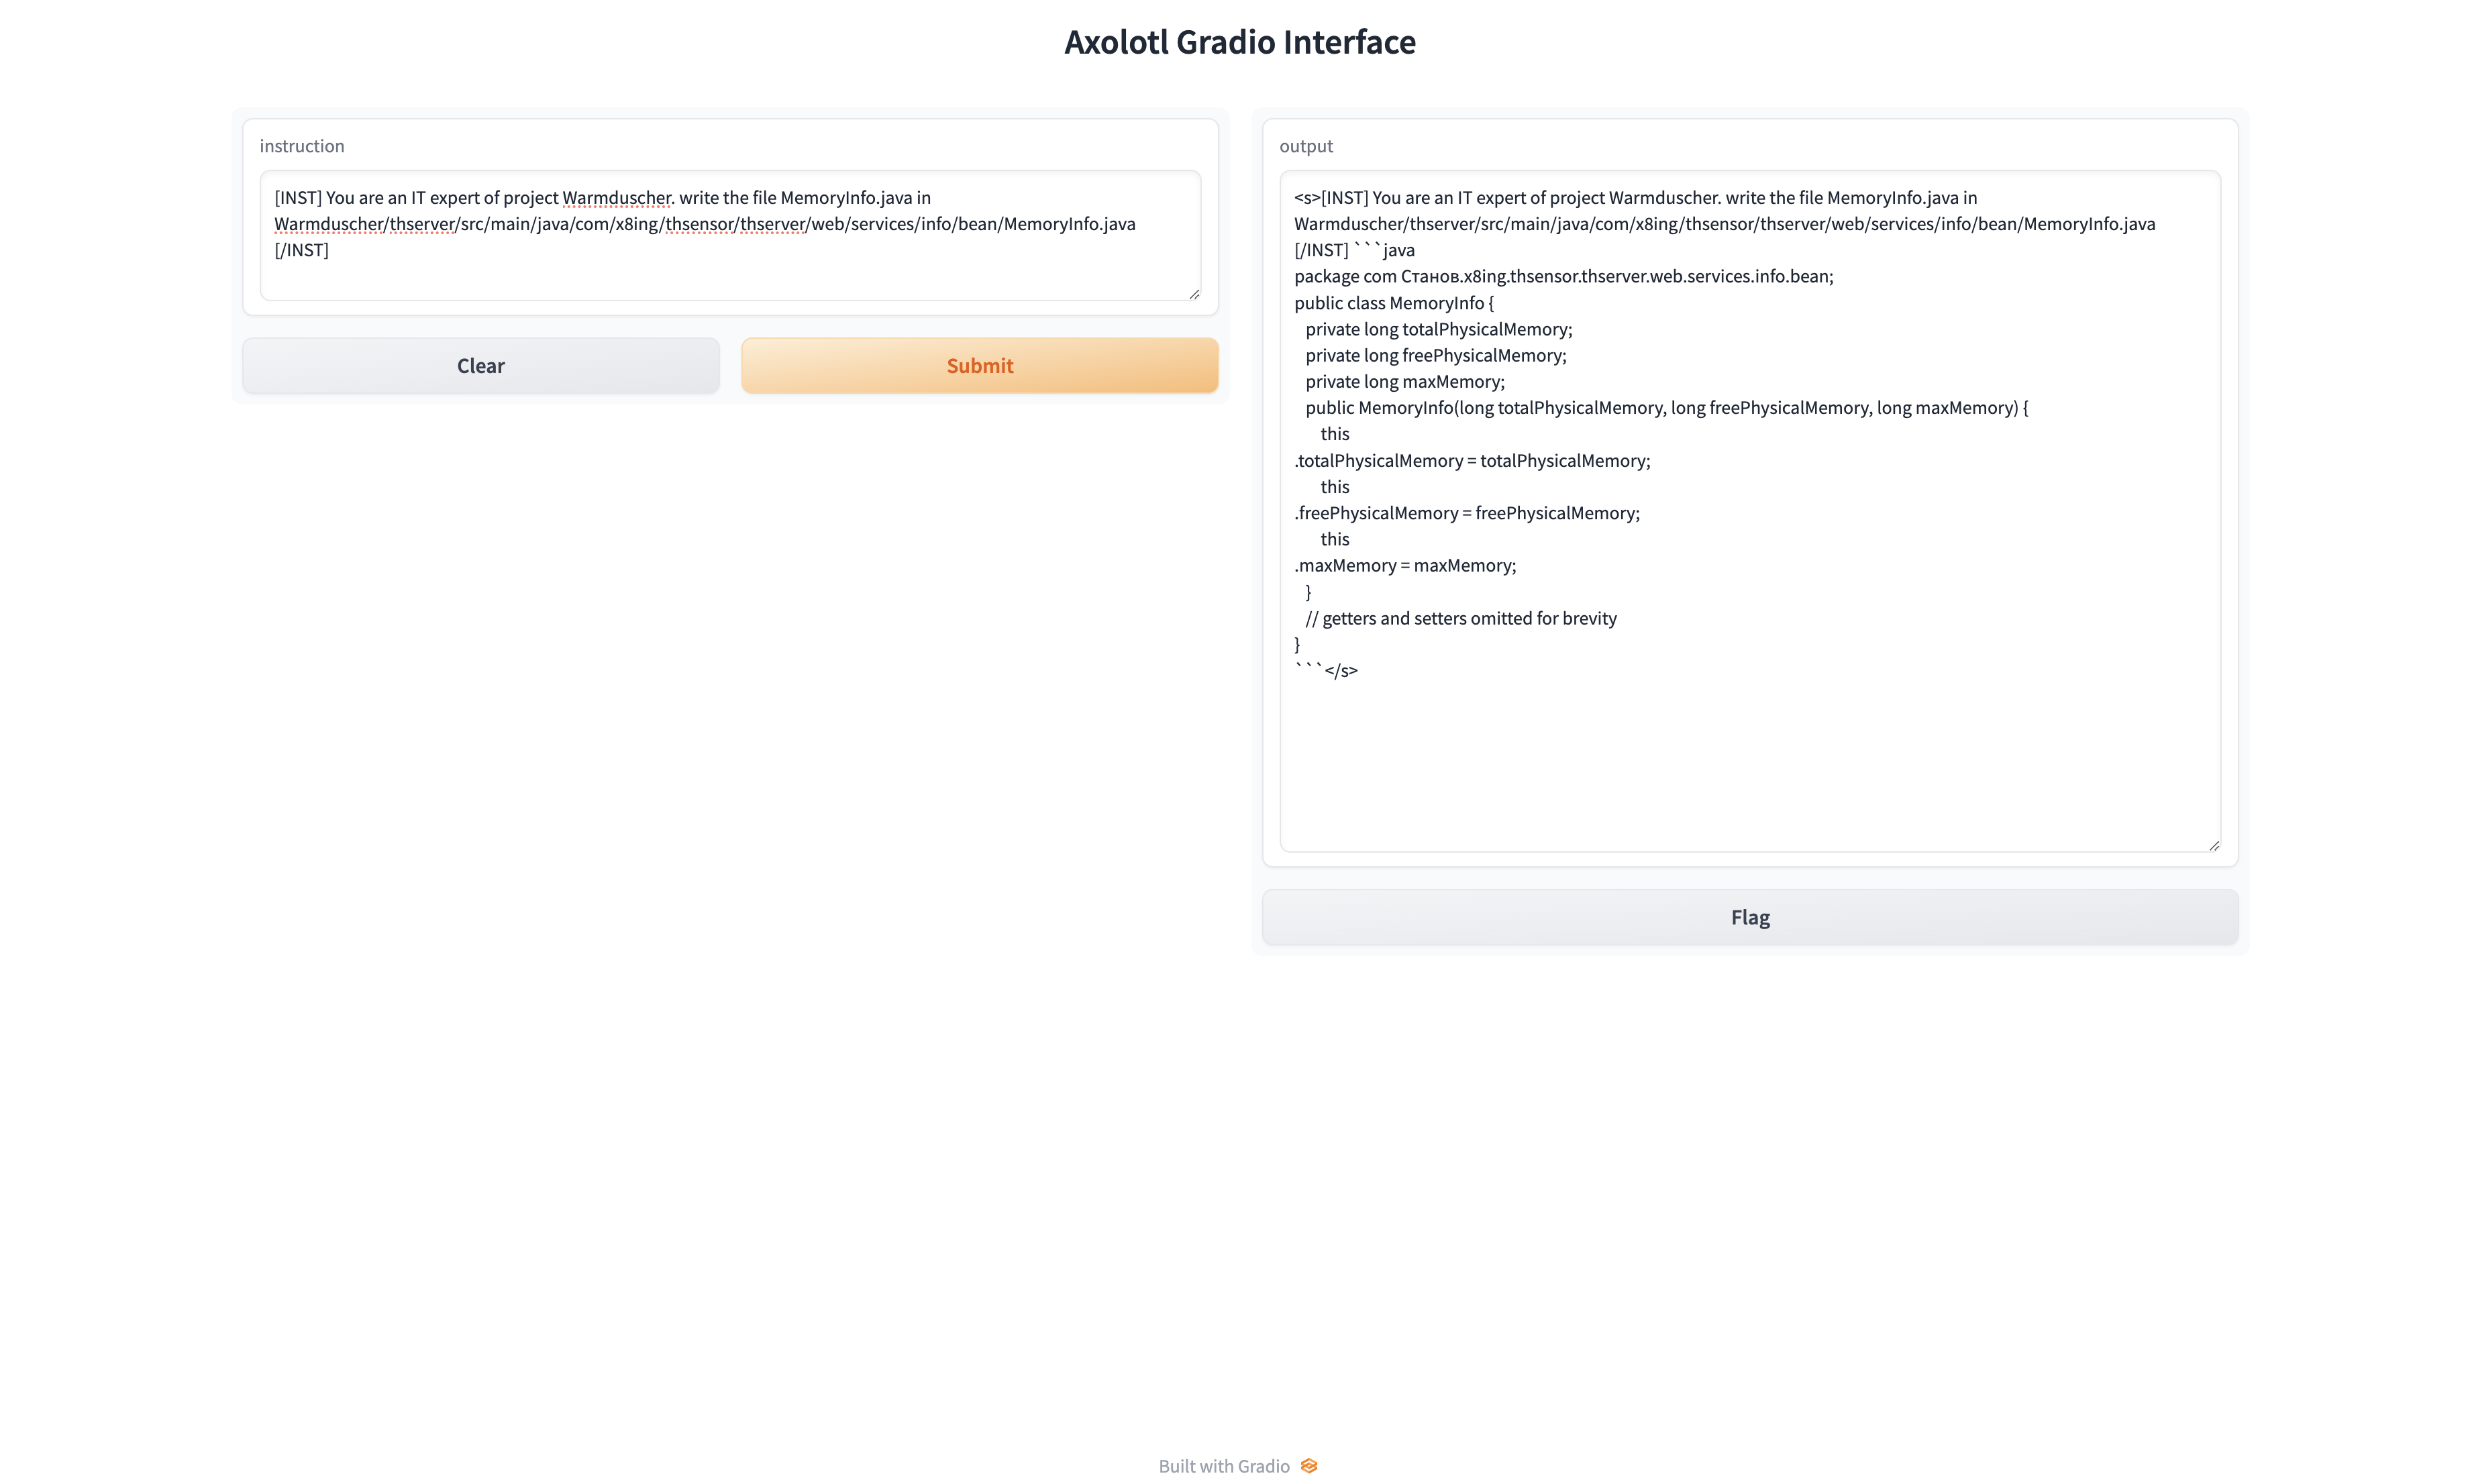 Axolotl Gradio Interface
instruction
[INST] You are an IT expert of project Warmduscher. write the file MemoryInfo.java in
Warmduscher/thserver/src/main/java/com/x8ing/thsensor/thserver/web/services/info/bean/MemoryInfo.java
[/INST]
Clear
Submit
output
<s>[INST] You are an IT expert of project Warmduscher. write the file MemoryInfo.java in
Warmduscher/thserver/src/main/java/com/x8ing/thsensor/thserver/web/services/info/bean/MemoryInfo.java
[/INST] ```java
package com Станов.x8ing.thsensor.thserver.web.services.info.bean;
public class MemoryInfo {
private long totalPhysicalMemory;
private long freePhysicalMemory;
private long maxMemory;
public MemoryInfo(long totalPhysicalMemory, long freePhysicalMemory, long maxMemory) {
this
.totalPhysicalMemory = totalPhysicalMemory;
this
.freePhysicalMemory = freePhysicalMemory;
this
.maxMemory = maxMemory;
}
// getters and setters omitted for brevity
}
```</s>
Flag
Built with Gradio